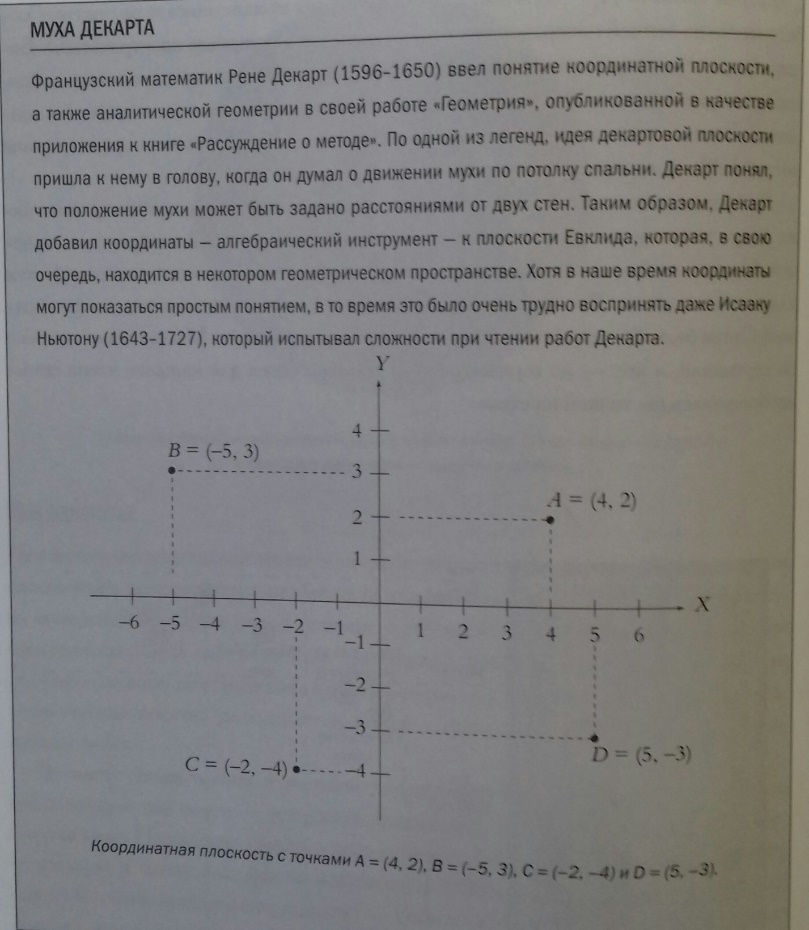 МУХА ДЕКАРТА
Французский математик Рене Декарт (1596–1650) ввел понятие координатной плоскости,
а также аналитической геометрии в своей работе «Геометрия», опубликованной в качестве
приложения к книге «Рассуждение о методе». По одной из легенд, идея декартовой плоскости
пришла к нему в голову, когда он думал о движении мухи по потолку спальни. Декарт понял,
что положение мухи может быть задано расстояниями от двух стен. Таким образом, Декарт
добавил координаты — алгебраический инструмент — к плоскости Евклида, которая, в свою
очередь, находится в некотором геометрическом пространстве. Хотя в наше время координаты
могут показаться простым понятием, в то время это было очень трудно воспринять даже Исааку
Ньютону (1643–1727), который испытывал сложности при чтении работ Декарта.
Y
4
B = (–5, 3)
3
A = (4, 2)
2
1
X
–6 –5 –4 –3 –2 –1 1 2 3 4 5 6
–1
–2
–3
D = (5, –3)
C = (–2, –4) –4
Координатная плоскость с точками A = (4, 2), B = (–5, 3), C = (–2, –4) и D = (5, –3).